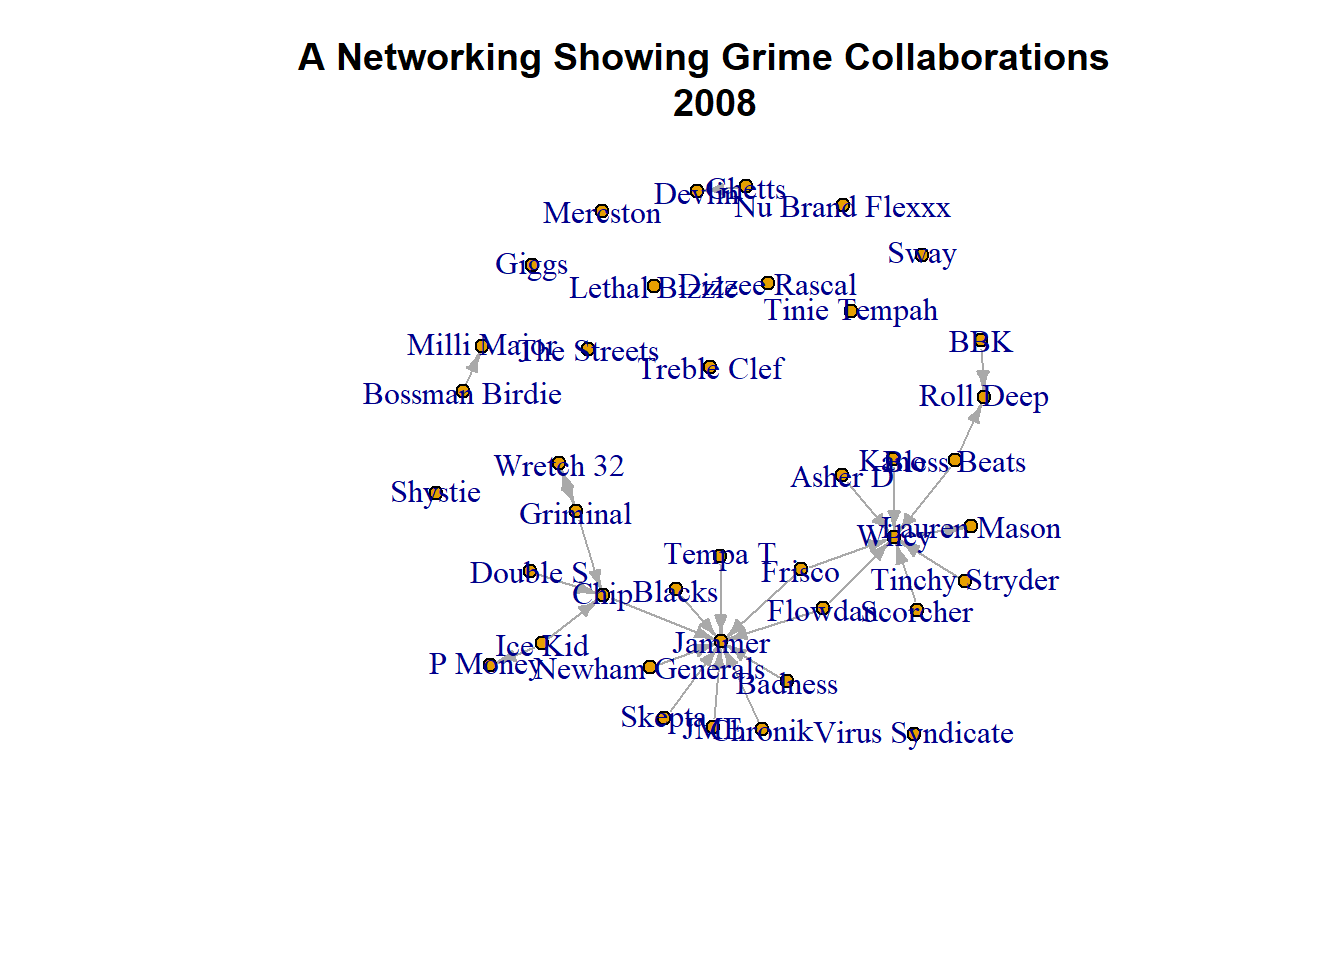 A Networking Showing Grime Collaborations
2008
Devlin
Ghetts
Mereston
Nu Brand Flexxx
Sway
Giggs
Lethal Bizzle
Dizzee Rascal
Tinie Tempah
Milli Major
The Streets
BBK
Treble Clef
Bossman Birdie
Roll Deep
Wretch 32
Kano
Bless Beats
Asher D
Shystie
Griminal
Lauren Mason
Wiley
Tempa T
Double S
Frisco
Tinchy Stryder
Chip
Blacks
Flowdan
Scorcher
Ice Kid
Jammer
P Money
Newham Generals
Badness
Skepta
JME
Chronik
Virus Syndicate